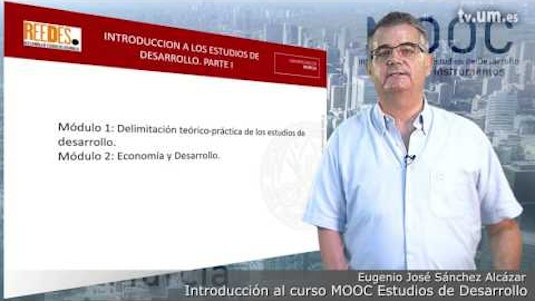 tv.um.es
REEDES.
INTRODUCCION A LOS ESTUDIOS DE
DESARROLLO. PARTE I
MOOC
Módulo 1: Delimitación teórico-práctica de los estudios de
desarrollo.
Módulo 2: Economía y Desarrollo.
Eugenio José Sánchez Alcázar
Introducción al curso MOOC Estudios de Desarrollo